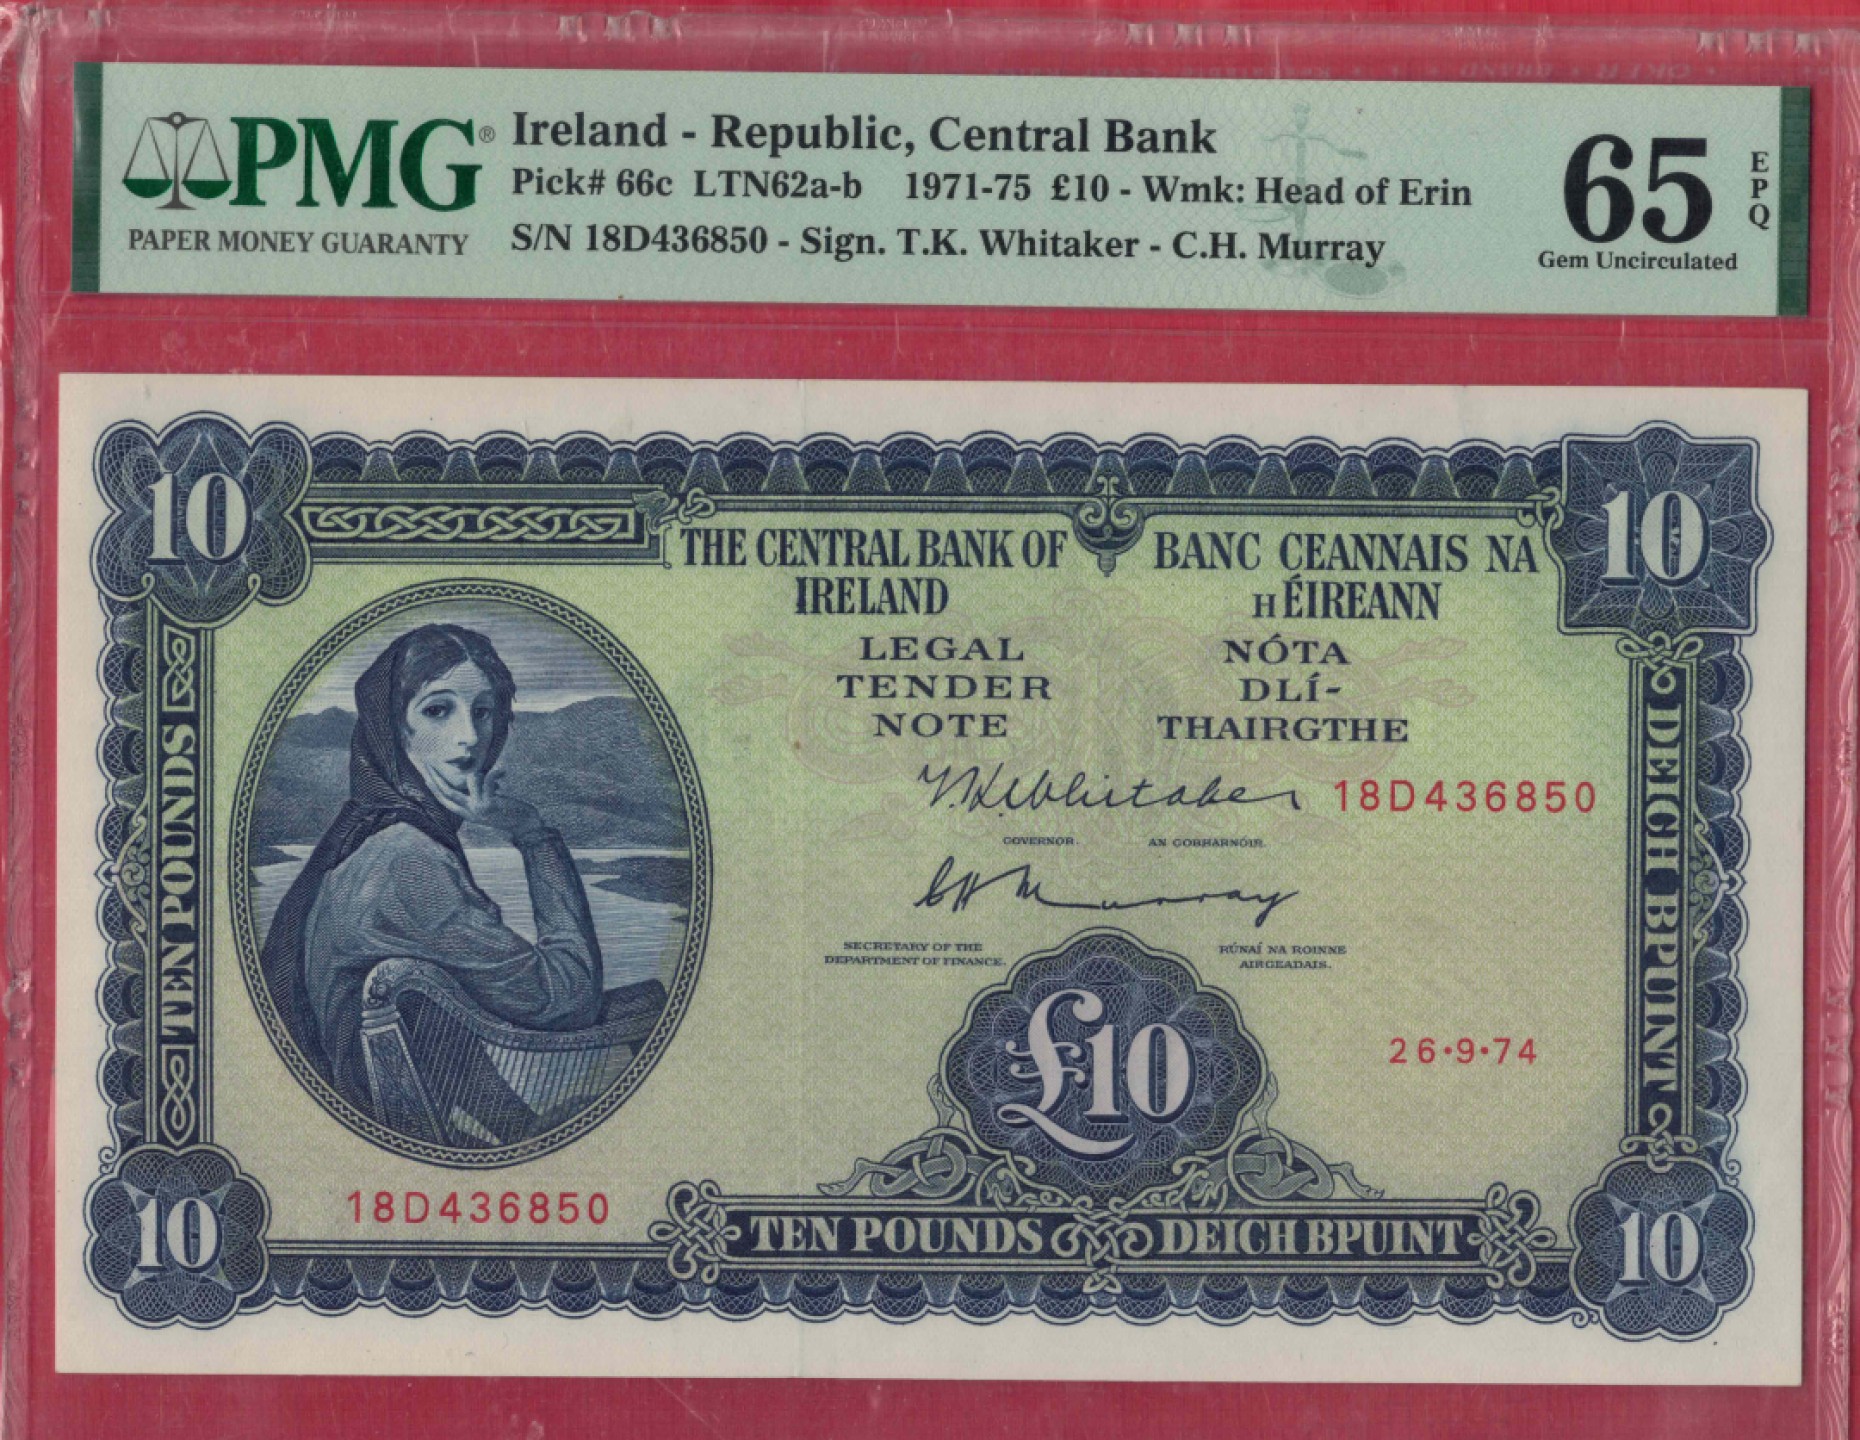 PMG®
PAPER MONEY GUARANTY
Ireland - Republic, Central Bank
Pick# 66c LTN62a-b 1971-75 £10 - Wmk: Head of Erin
S/N 18D436850 - Sign. T.K. Whitaker - C.H. Murray
65
EPQ
Gem Uncirculated
10
10
THE CENTRAL BANK OF
IRELAND
BANC CEANNAIS NA
HÉIREANN
LEGAL
TENDER
NOTE
NÓTA
DLÍ-
THAIRGTHE
T.K. Whitaker
18D436850
GOVERNOR.
AN GOBHARNÓIR.
C H Murray
SECRETARY OF THE
DEPARTMENT OF FINANCE.
RÚNAÍ NA ROINNE
AIRGEADAIS.
TEN POUNDS
DEICH BPUNT
£10
26·9·74
18D436850
10
TEN POUNDS
DEICH BPUINT
10